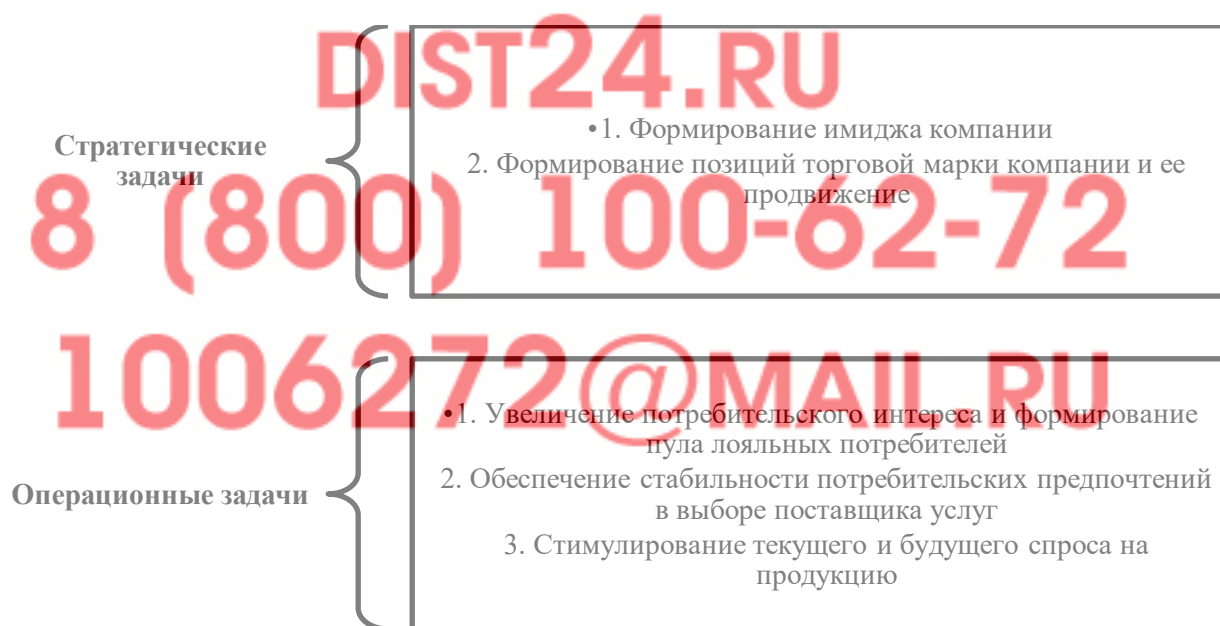 DIST24.RU
Стратегические
задачи
•1. Формирование имиджа компании
2. Формирование позиций торговой марки компании и ее
продвижение
8 (800) 100-62-72
1006272@MAIL.RU
Операционные задачи
•1. Увеличение потребительского интереса и формирование
пула лояльных потребителей
2. Обеспечение стабильности потребительских предпочтений
в выборе поставщика услуг
3. Стимулирование текущего и будущего спроса на
продукцию